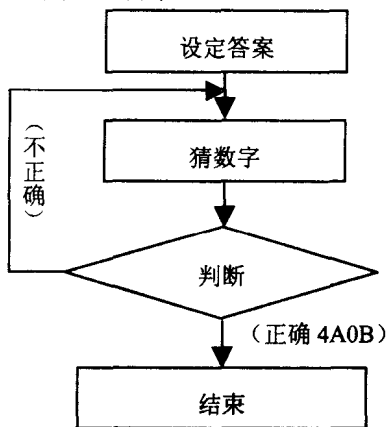 设定答案
猜数字
（不正确）
判断
（正确 4A0B）
结束